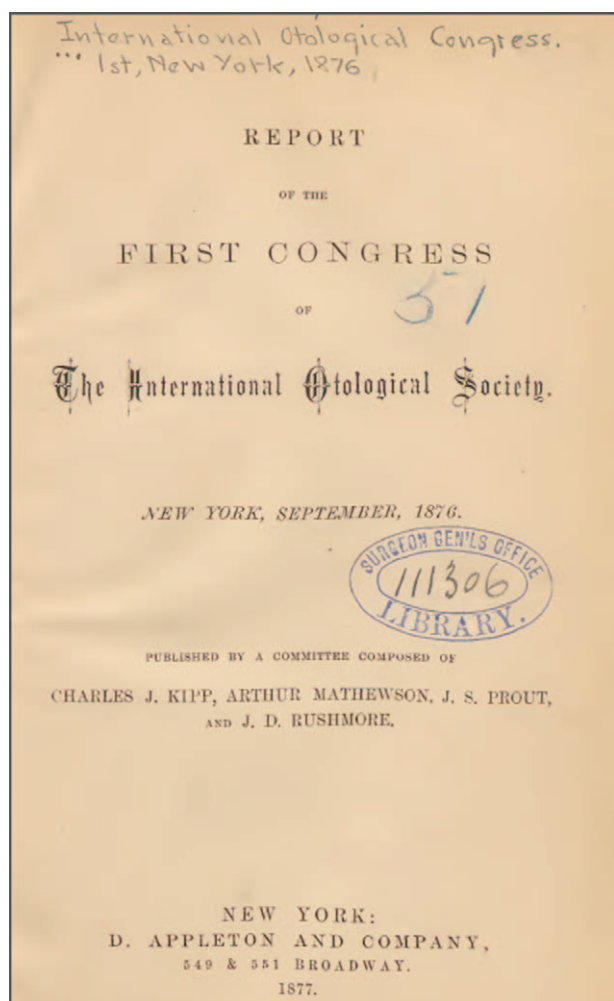 International Otological Congress.
... 1st, New York, 1876
REPORT
OF THE
FIRST CONGRESS
OF
57
The International Otological Society.
NEW YORK, SEPTEMBER, 1876.
SURGEON GEN'LS OFFICE
111306
LIBRARY.
PUBLISHED BY A COMMITTEE COMPOSED OF
CHARLES J. KIPP, ARTHUR MATHEWSON, J. S. PROUT,
AND J. D. RUSHMORE.
NEW YORK:
D. APPLETON AND COMPANY,
549 & 551 BROADWAY.
1877.